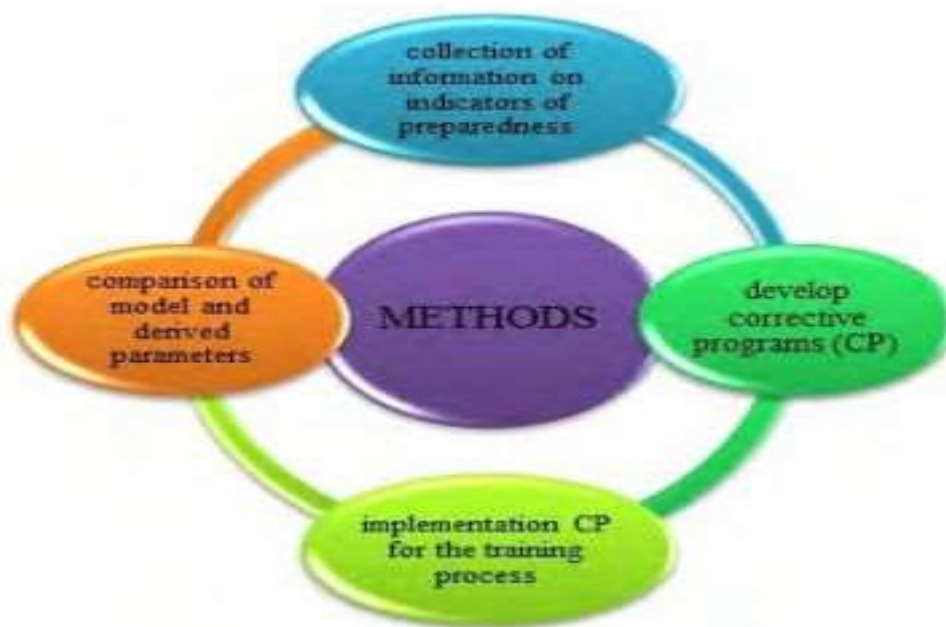 collection of
information on
indicators of
preparedness
comparison of
model and
derived
parameters
METHODS
develop
corrective
programs (CP)
implementation CP
for the training
process